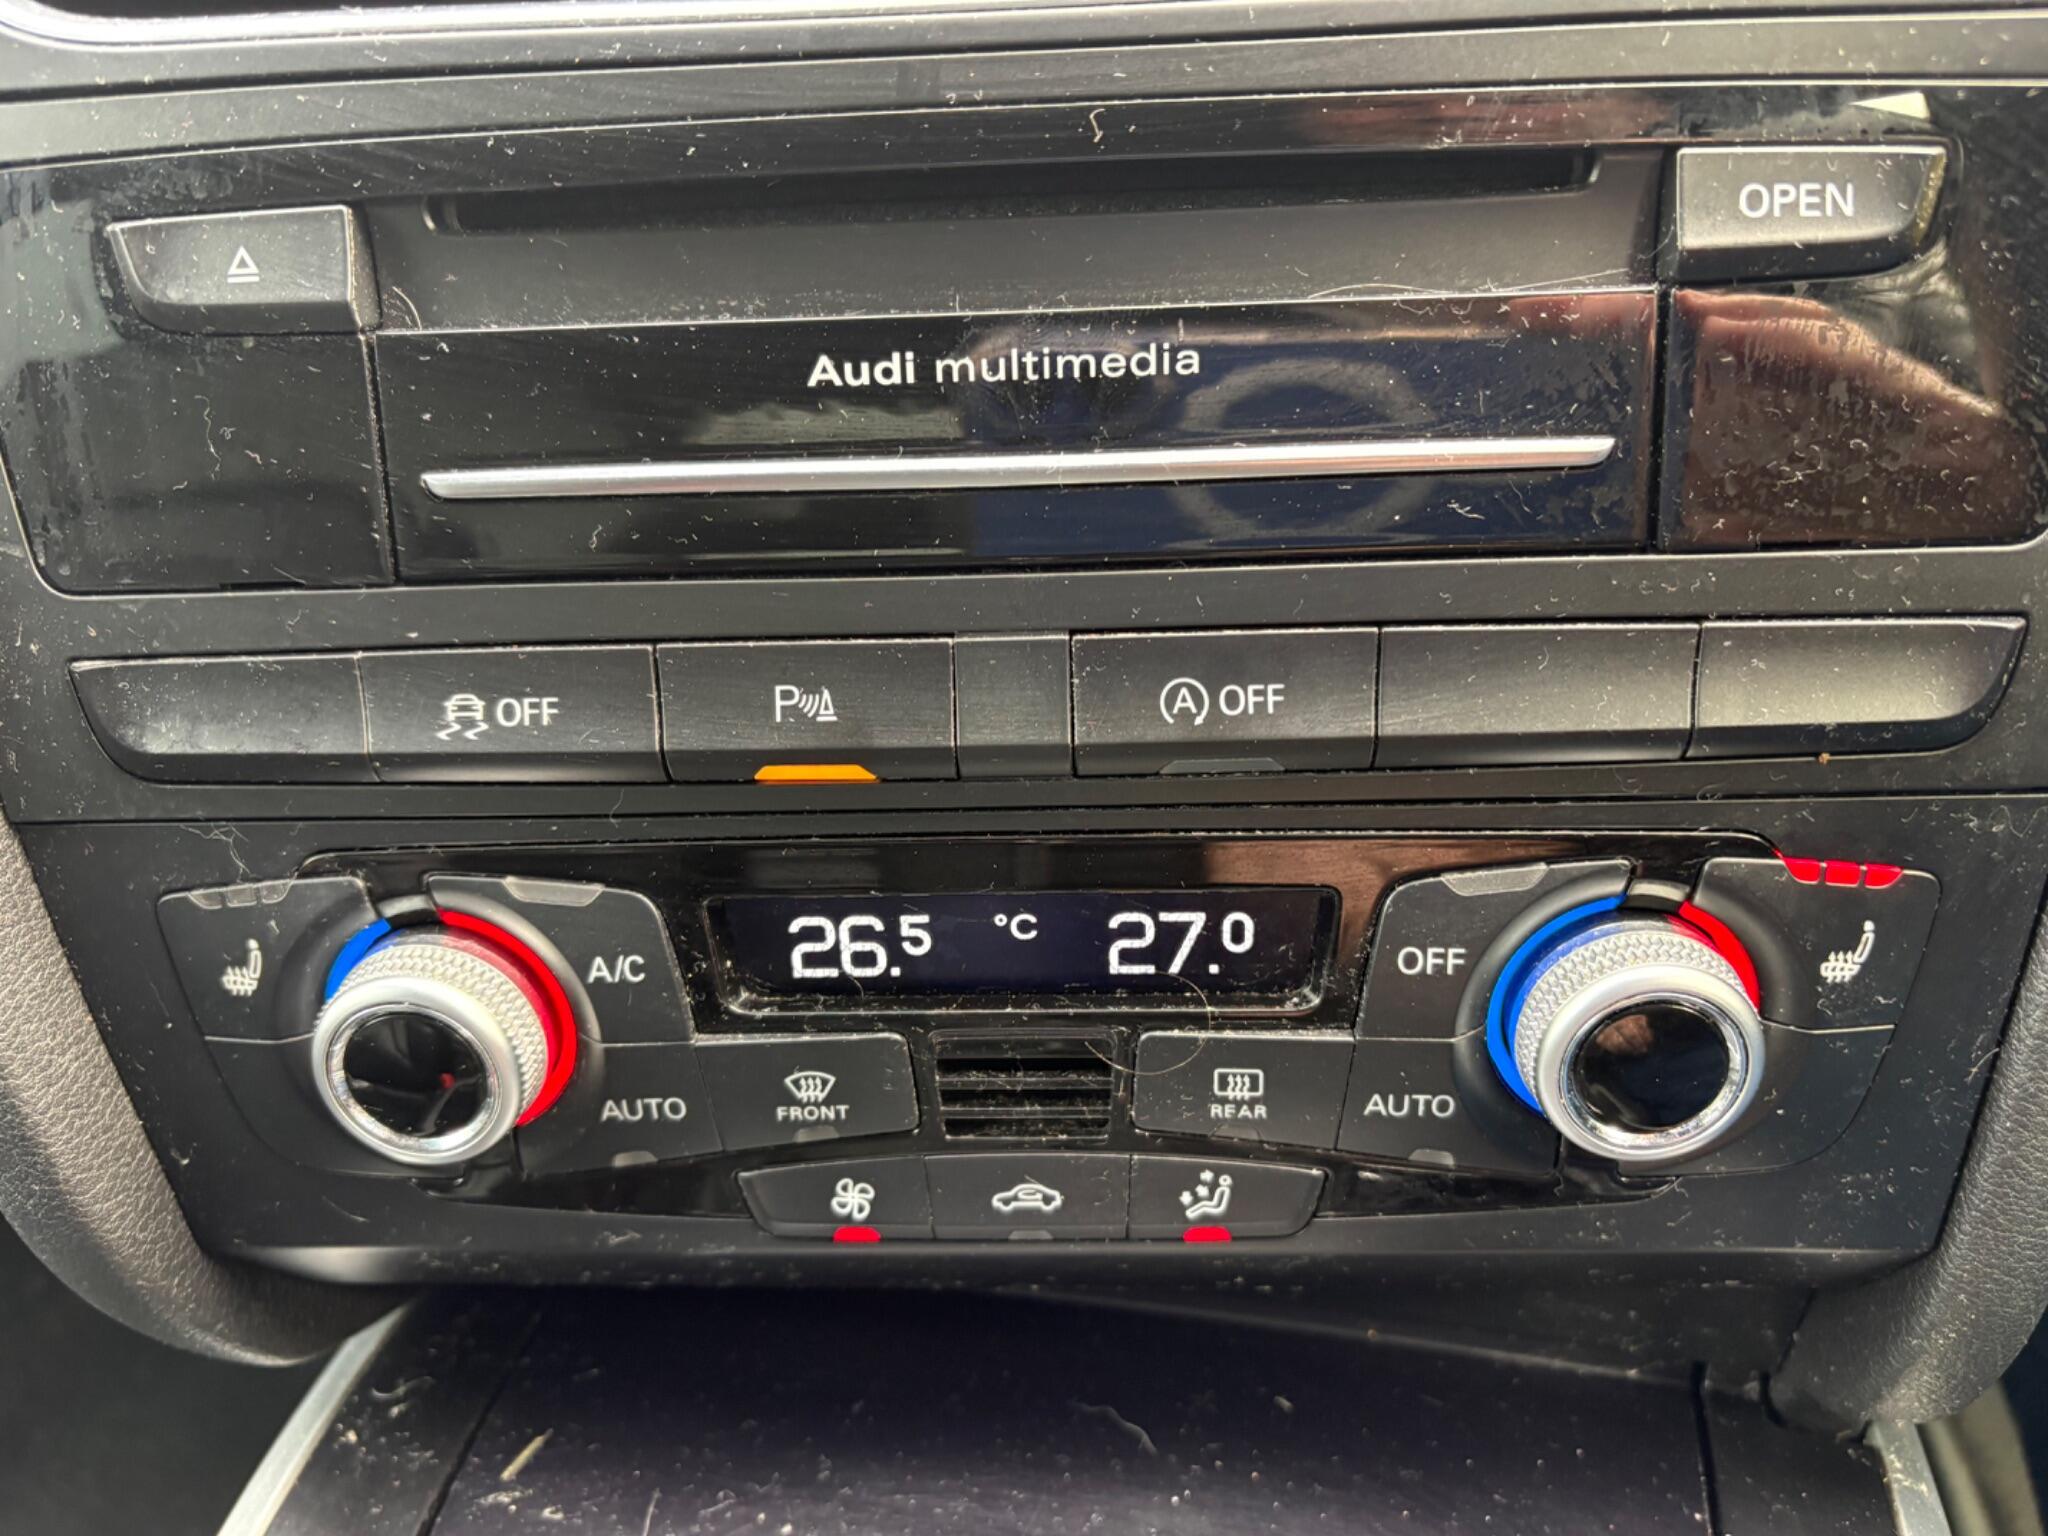 OPEN
Audi multimedia
OFF
P
A OFF
26.5 °C 27.0
A/C
OFF
AUTO
FRONT
REAR
AUTO